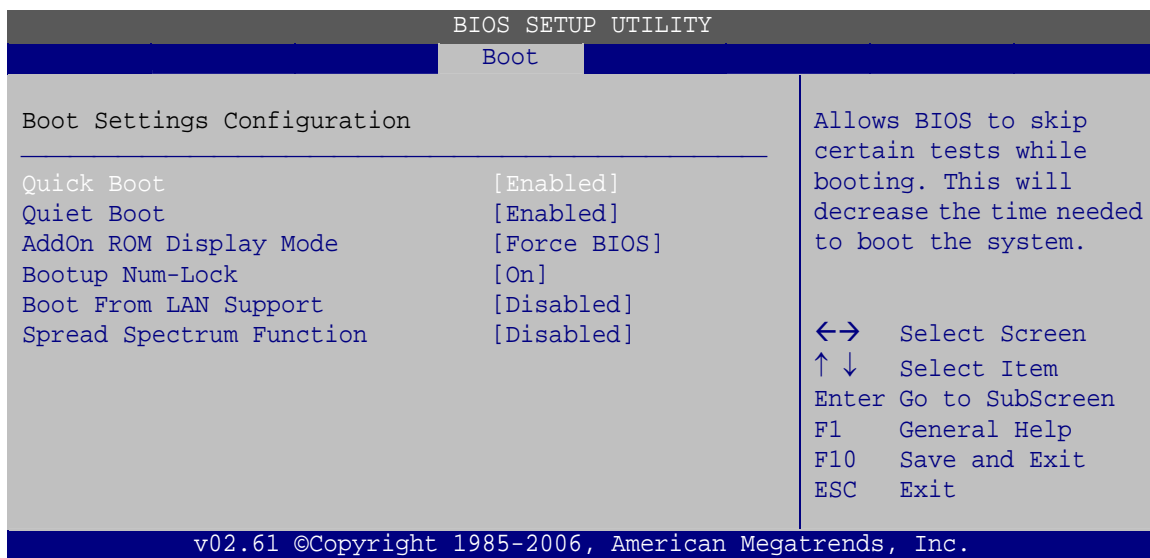 BIOS SETUP UTILITY
Boot
Boot Settings Configuration
Quick Boot [Enabled]
Quiet Boot [Enabled]
AddOn ROM Display Mode [Force BIOS]
Bootup Num-Lock [On]
Boot From LAN Support [Disabled]
Spread Spectrum Function [Disabled]
Allows BIOS to skip
certain tests while
booting. This will
decrease the time needed
to boot the system.
←→ Select Screen
↑ ↓ Select Item
Enter Go to SubScreen
F1 General Help
F10 Save and Exit
ESC Exit
v02.61 ©Copyright 1985-2006, American Megatrends, Inc.